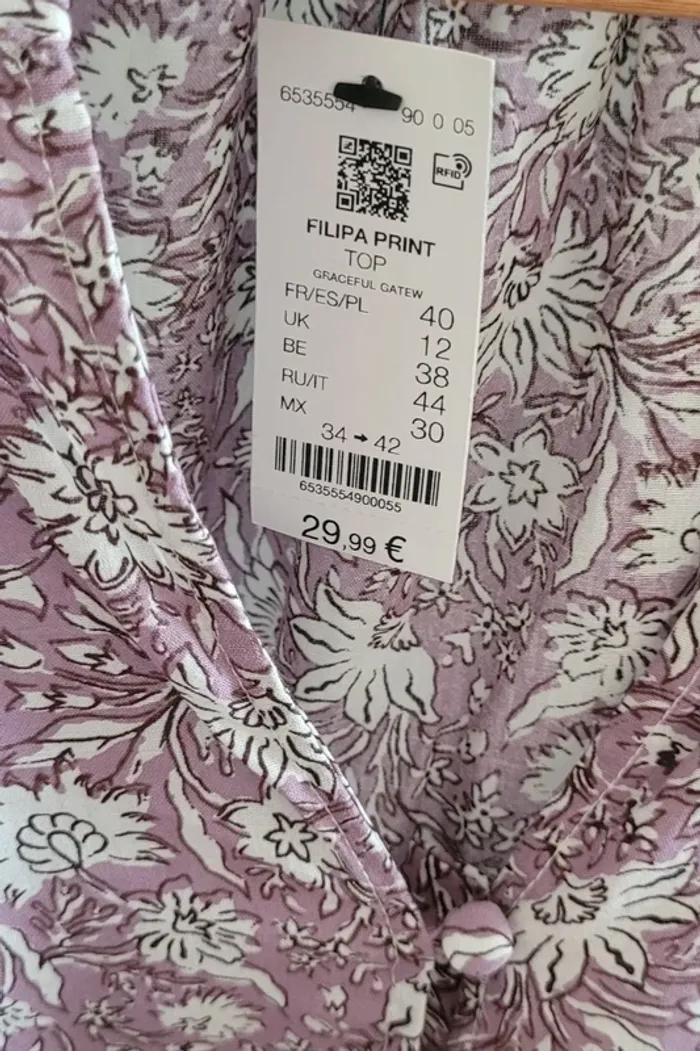 6535554 90 0 05
RFID
FILIPA PRINT
TOP
GRACEFUL GATEW
FR/ES/PL 40
UK 12
BE 38
RU/IT 44
MX 30
34 → 42
6535554900055
29,99 €